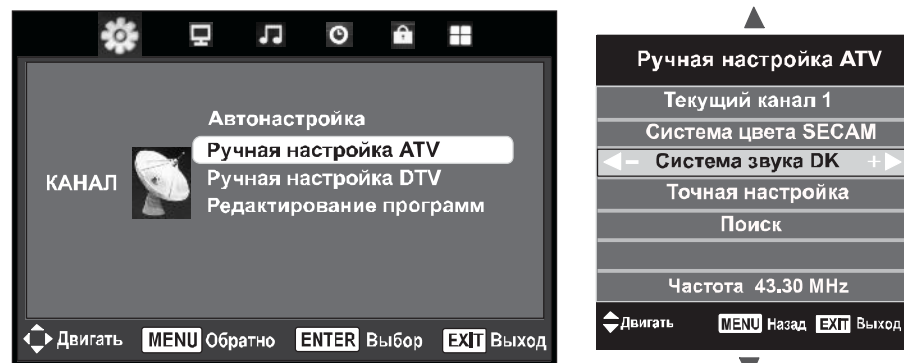 КАНАЛ
Автонастройка
Ручная настройка ATV
Ручная настройка DTV
Редактирование программ
Двигать MENU Обратно ENTER Выбор EXIT Выход
Ручная настройка ATV
Текущий канал 1
Система цвета SECAM
− Система звука DK +
Точная настройка
Поиск
Частота 43.30 MHz
Двигать MENU Назад EXIT Выход